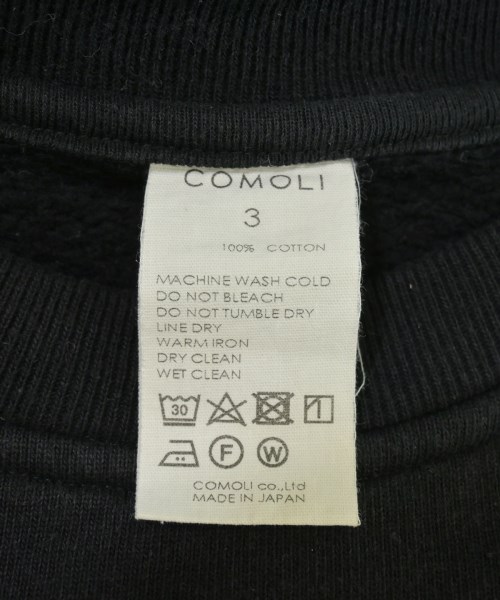 COMOLI
3
100% COTTON
MACHINE WASH COLD
DO NOT BLEACH
DO NOT TUMBLE DRY
LINE DRY
WARM IRON
DRY CLEAN
WET CLEAN
30
F W
COMOLI co.,Ltd
MADE IN JAPAN